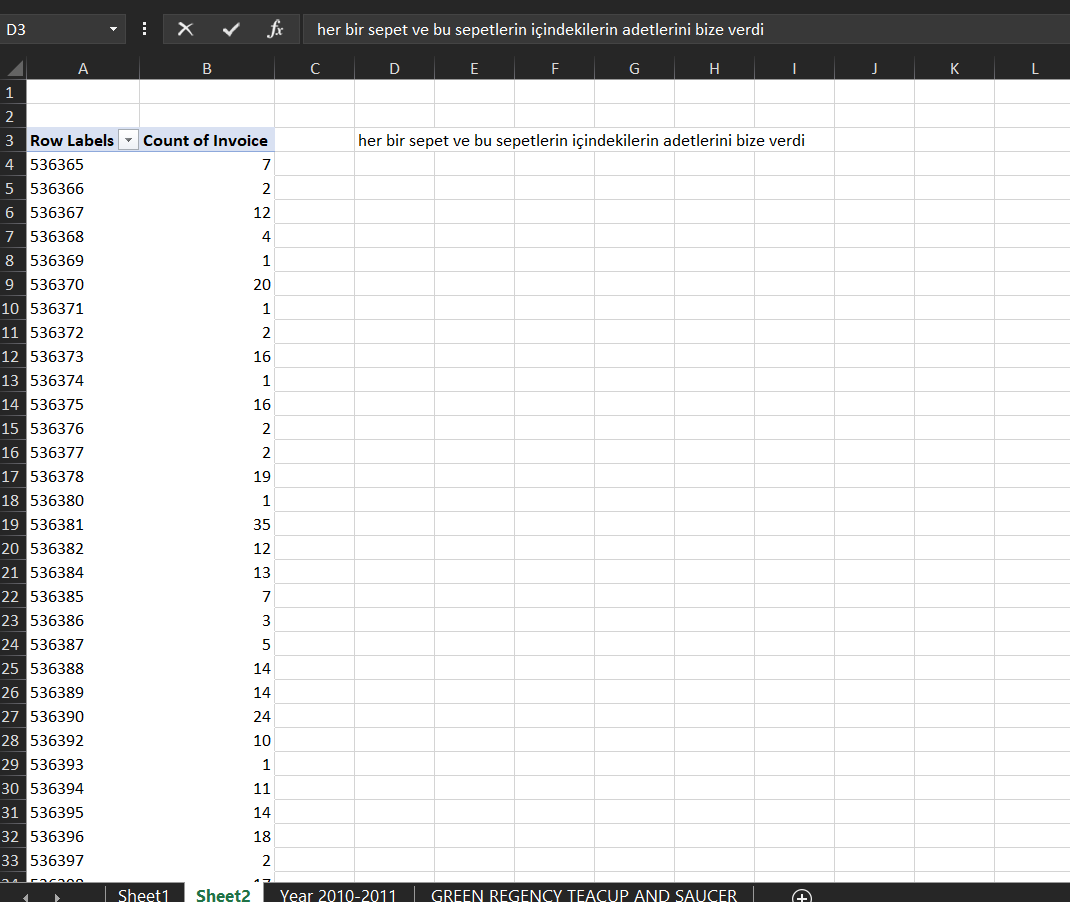 D3 her bir sepet ve bu sepetlerin içindekilerin adetlerini bize verdi
A B C D E F G H I J K L
1
2
3 Row Labels Count of Invoice her bir sepet ve bu sepetlerin içindekilerin adetlerini bize verdi
4 536365 7
5 536366 2
6 536367 12
7 536368 4
8 536369 1
9 536370 20
10 536371 1
11 536372 2
12 536373 16
13 536374 1
14 536375 16
15 536376 2
16 536377 2
17 536378 19
18 536380 1
19 536381 35
20 536382 12
21 536384 13
22 536385 7
23 536386 3
24 536387 5
25 536388 14
26 536389 14
27 536390 24
28 536392 10
29 536393 1
30 536394 11
31 536395 14
32 536396 18
33 536397 2
Sheet1 Sheet2 Year 2010-2011 GREEN REGENCY TEACUP AND SAUCER